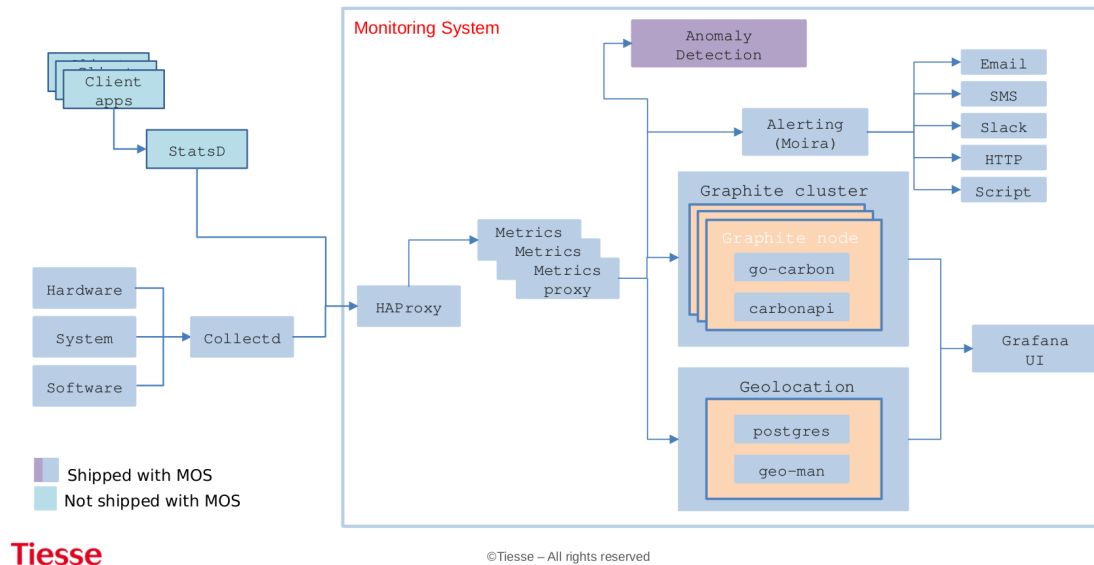 Monitoring System
Anomaly
Detection
Client
Client
Client
apps
StatsD
Email
SMS
Slack
HTTP
Script
Alerting
(Moira)
Graphite cluster
Graphite node
go-carbon
carbonapi
Metrics
Metrics
Metrics
proxy
HAProxy
Hardware
System
Software
Collectd
Grafana
UI
Geolocation
postgres
geo-man
Shipped with MOS
Not shipped with MOS
Tiesse
©Tiesse – All rights reserved